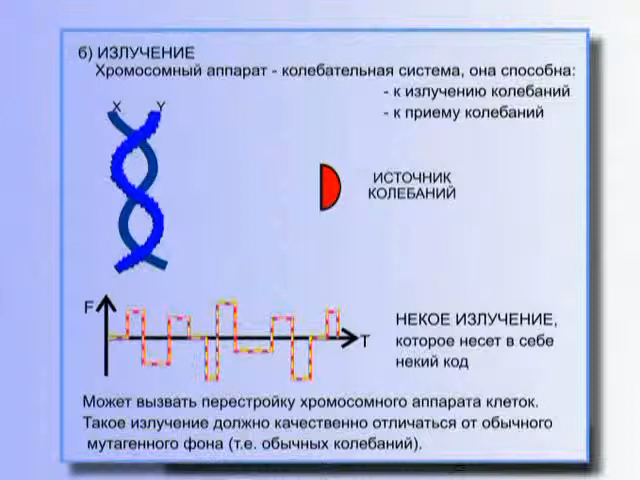 б) ИЗЛУЧЕНИЕ
Хромосомный аппарат - колебательная система, она способна:
- к излучению колебаний
- к приему колебаний
X Y
ИСТОЧНИК
КОЛЕБАНИЙ
F
T
НЕКОЕ ИЗЛУЧЕНИЕ,
которое несет в себе
некий код
Может вызвать перестройку хромосомного аппарата клеток.
Такое излучение должно качественно отличаться от обычного
мутагенного фона (т.е. обычных колебаний).